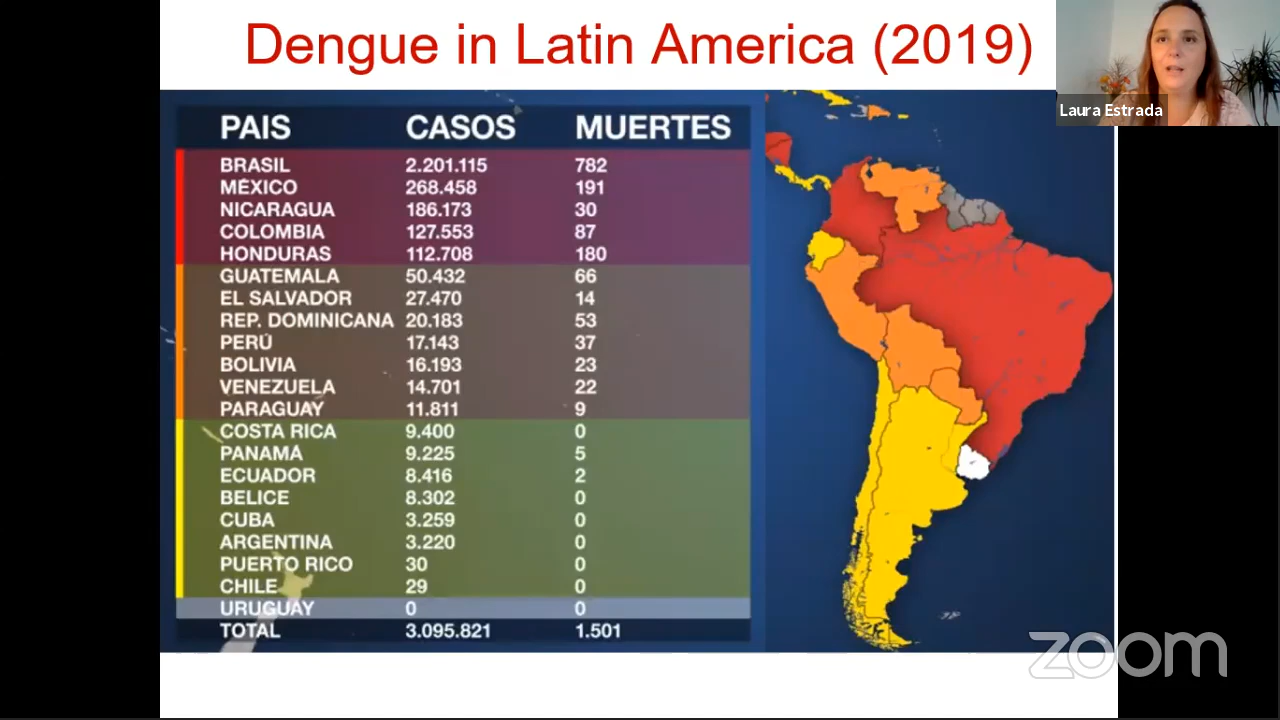 Dengue in Latin America (2019)
Laura Estrada
PAIS CASOS MUERTES
BRASIL 2.201.115 782
MÉXICO 268.458 191
NICARAGUA 186.173 30
COLOMBIA 127.553 87
HONDURAS 112.708 180
GUATEMALA 50.432 66
EL SALVADOR 27.470 14
REP. DOMINICANA 20.183 53
PERÚ 17.143 37
BOLIVIA 16.193 23
VENEZUELA 14.701 22
PARAGUAY 11.811 9
COSTA RICA 9.400 0
PANAMÁ 9.225 5
ECUADOR 8.416 2
BELICE 8.302 0
CUBA 3.259 0
ARGENTINA 3.220 0
PUERTO RICO 30 0
CHILE 29 0
URUGUAY 0 0
TOTAL 3.095.821 1.501
zoom